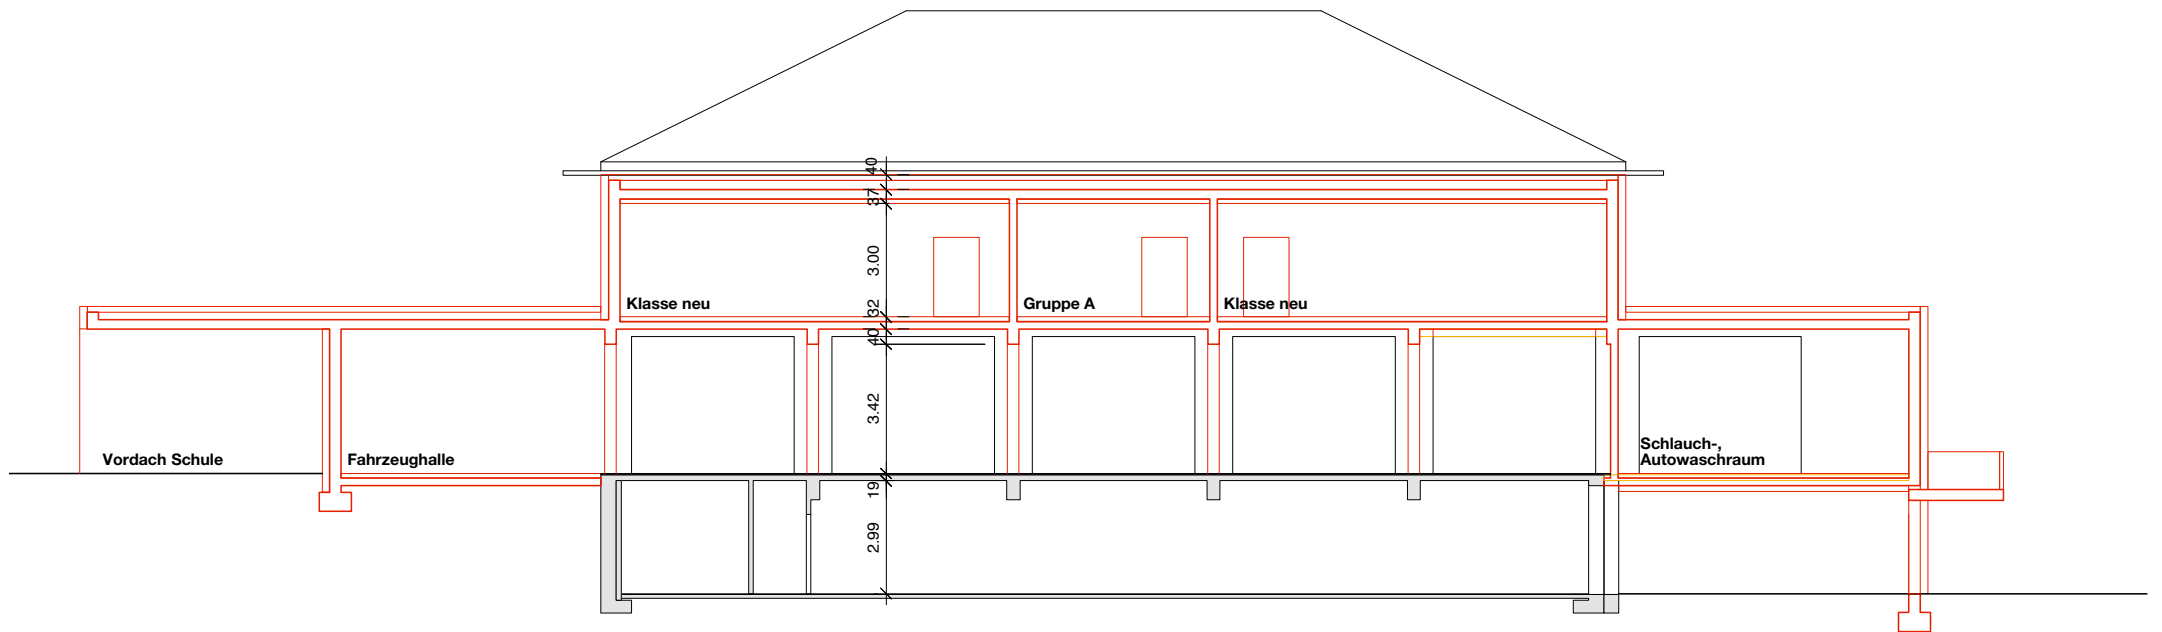 40
37
3.00
32
40
3.42
19
2.99
Klasse neu
Gruppe A
Klasse neu
Vordach Schule
Fahrzeughalle
Schlauch-,
Autowaschraum